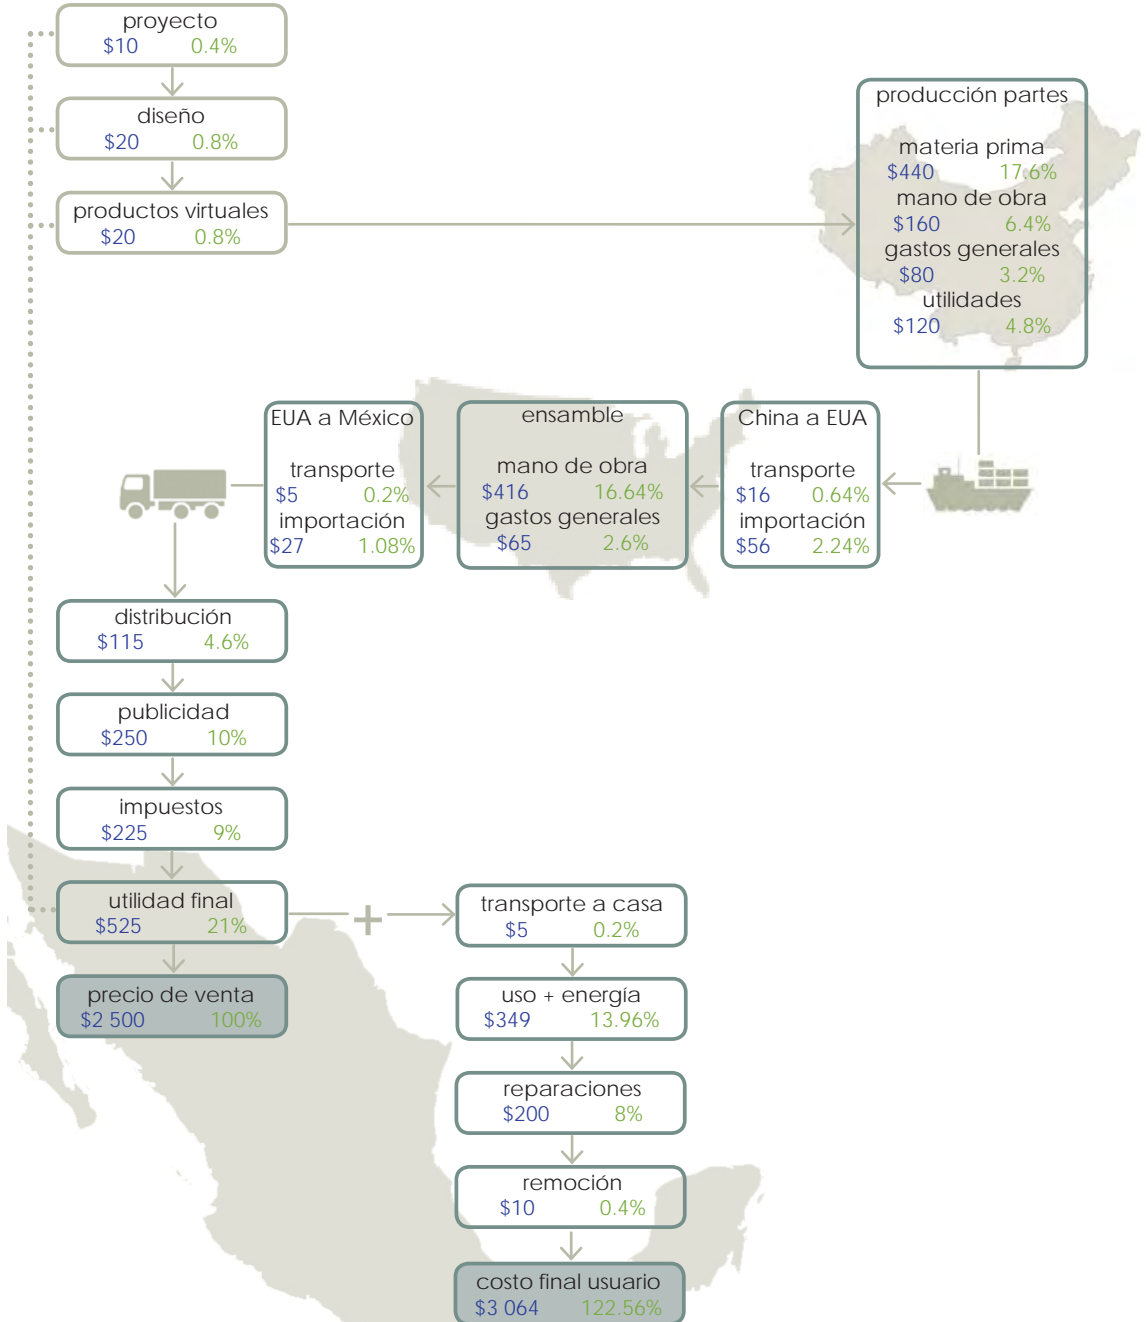 proyecto
$10 0.4%
diseño
$20 0.8%
productos virtuales
$20 0.8%
producción partes
materia prima
$440 17.6%
mano de obra
$160 6.4%
gastos generales
$80 3.2%
utilidades
$120 4.8%
China a EUA
transporte
$16 0.64%
importación
$56 2.24%
ensamble
mano de obra
$416 16.64%
gastos generales
$65 2.6%
EUA a México
transporte
$5 0.2%
importación
$27 1.08%
distribución
$115 4.6%
publicidad
$250 10%
impuestos
$225 9%
utilidad final
$525 21%
precio de venta
$2 500 100%
+
transporte a casa
$5 0.2%
uso + energía
$349 13.96%
reparaciones
$200 8%
remoción
$10 0.4%
costo final usuario
$3 064 122.56%